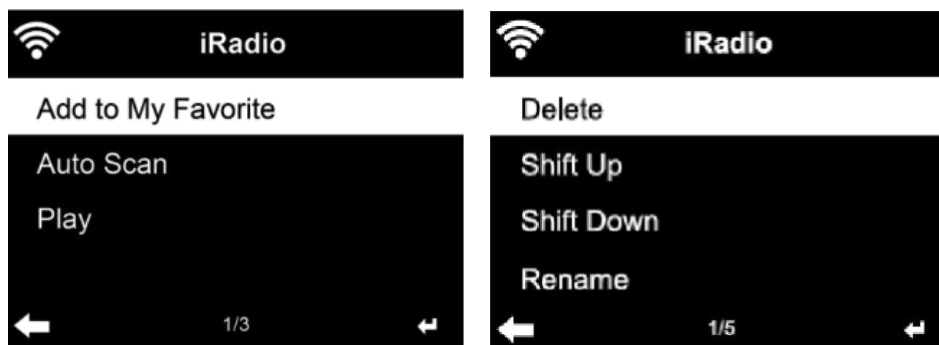 iRadio
Add to My Favorite
Auto Scan
Play
1/3
iRadio
Delete
Shift Up
Shift Down
Rename
1/5